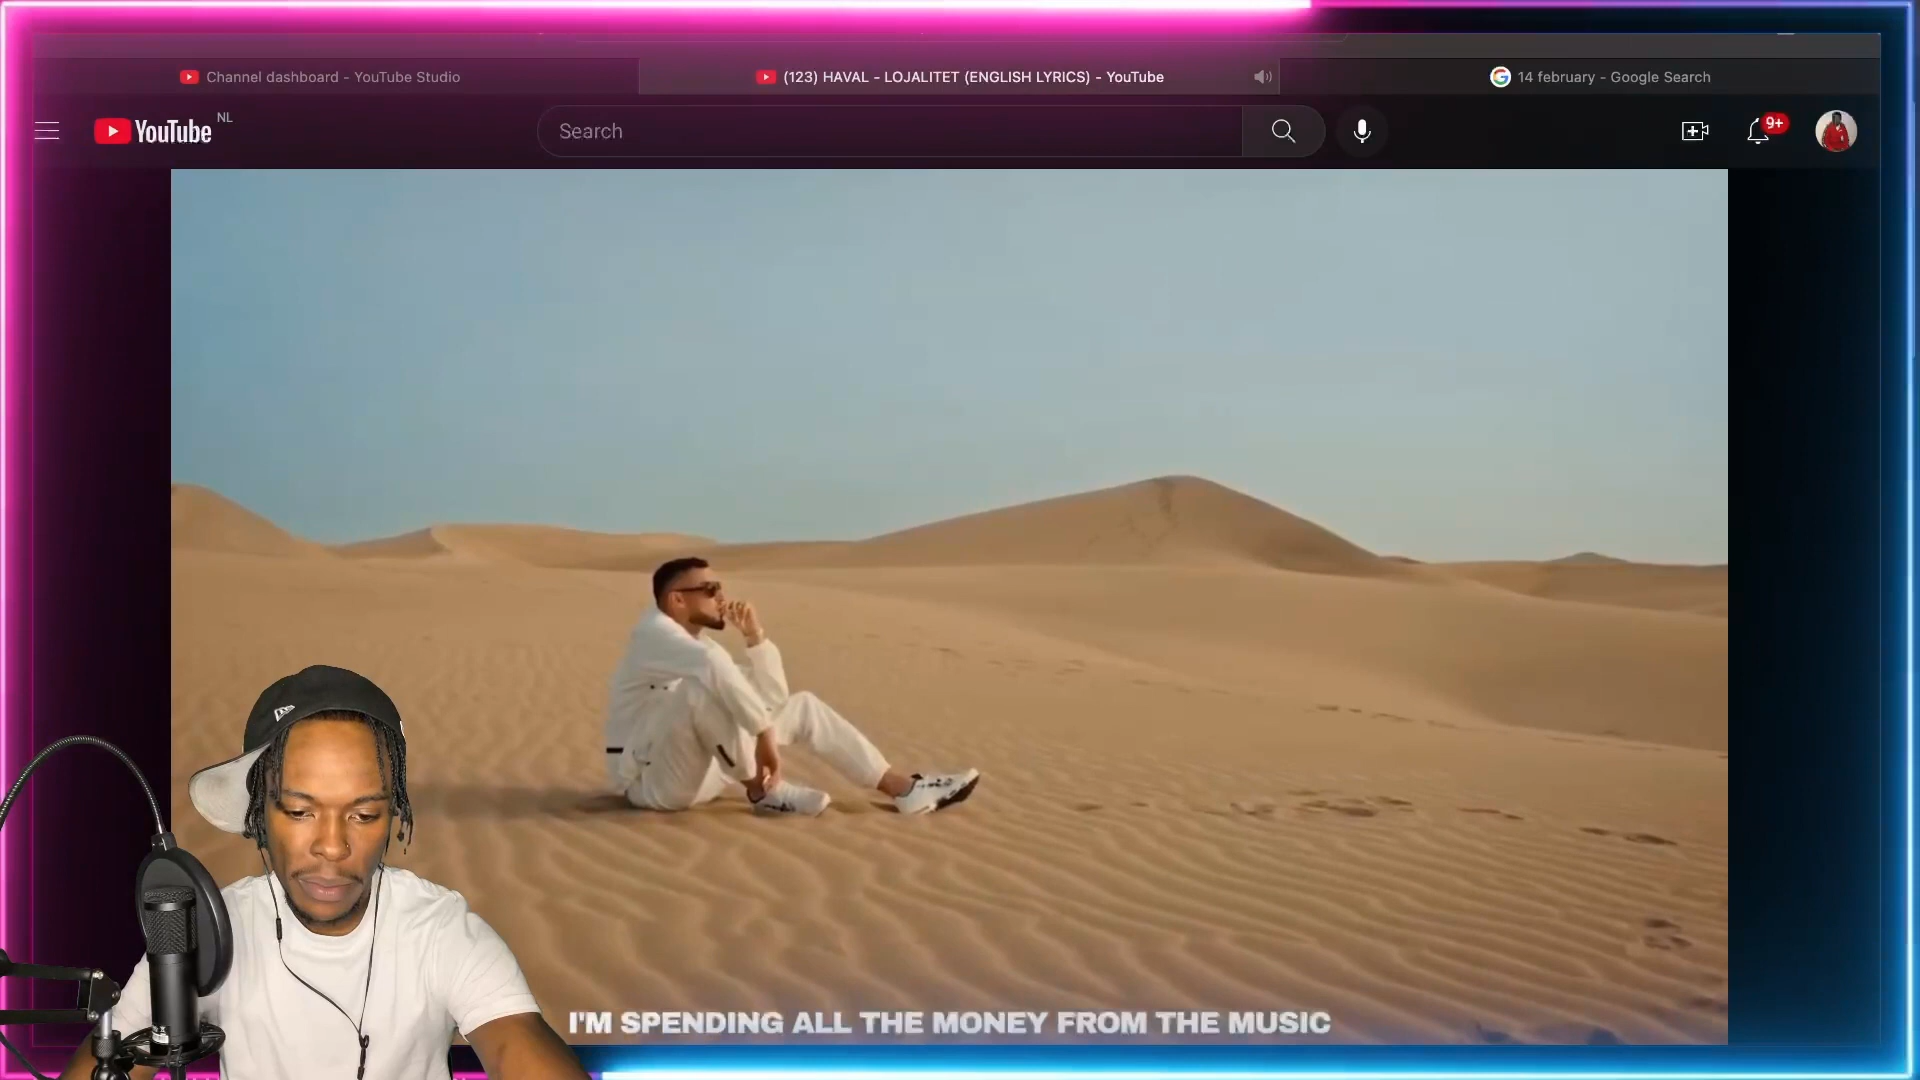 Channel dashboard - YouTube Studio
(123) HAVAL - LOJALITET (ENGLISH LYRICS) - YouTube
14 february - Google Search
YouTube NL
Search
9+
I'M SPENDING ALL THE MONEY FROM THE MUSIC